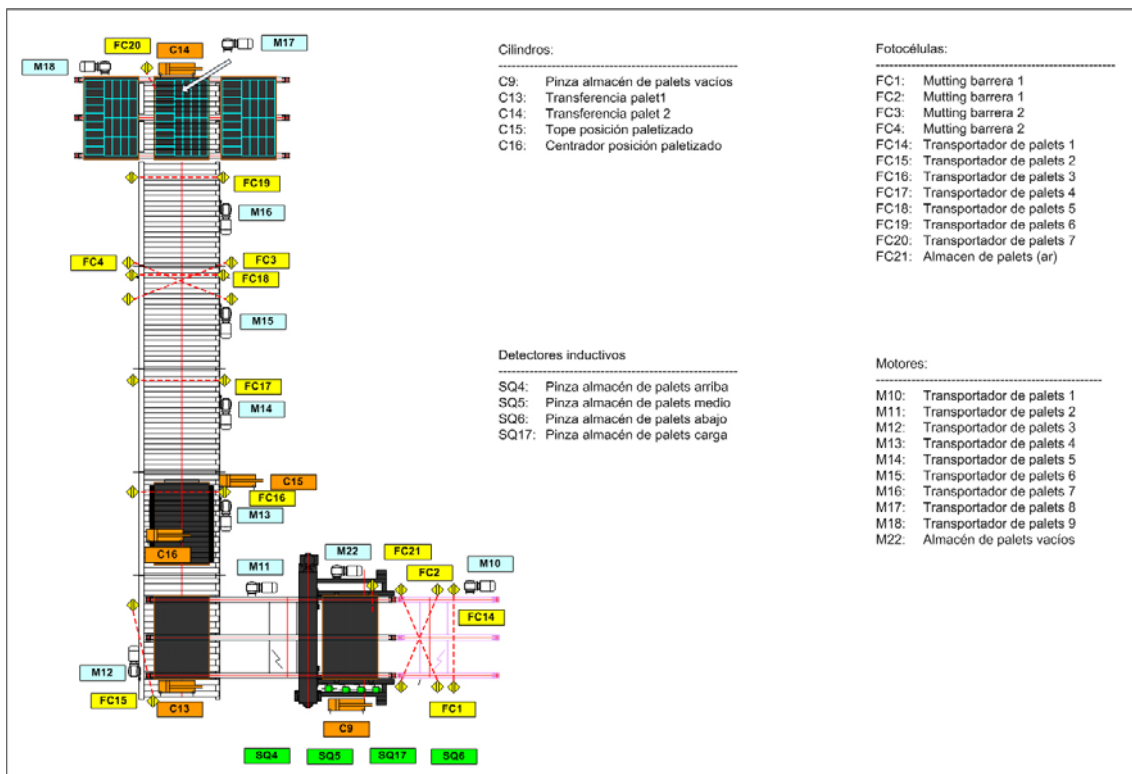 FC20
C14
M17
M18
FC19
M16
FC4
FC3
FC18
M15
FC17
M14
C15
FC16
M13
C16
M11
M22
FC21
FC2
M10
FC14
M12
FC15
C13
FC1
C9
SQ4
SQ5
SQ17
SQ6
Cilindros:
C9: Pinza almacén de palets vacíos
C13: Transferencia palet1
C14: Transferencia palet 2
C15: Tope posición paletizado
C16: Centrador posición paletizado
Fotocélulas:
FC1: Mutting barrera 1
FC2: Mutting barrera 1
FC3: Mutting barrera 2
FC4: Mutting barrera 2
FC14: Transportador de palets 1
FC15: Transportador de palets 2
FC16: Transportador de palets 3
FC17: Transportador de palets 4
FC18: Transportador de palets 5
FC19: Transportador de palets 6
FC20: Transportador de palets 7
FC21: Almacen de palets (ar)
Detectores inductivos
SQ4: Pinza almacén de palets arriba
SQ5: Pinza almacén de palets medio
SQ6: Pinza almacén de palets abajo
SQ17: Pinza almacén de palets carga
Motores:
M10: Transportador de palets 1
M11: Transportador de palets 2
M12: Transportador de palets 3
M13: Transportador de palets 4
M14: Transportador de palets 5
M15: Transportador de palets 6
M16: Transportador de palets 7
M17: Transportador de palets 8
M18: Transportador de palets 9
M22: Almacén de palets vacíos